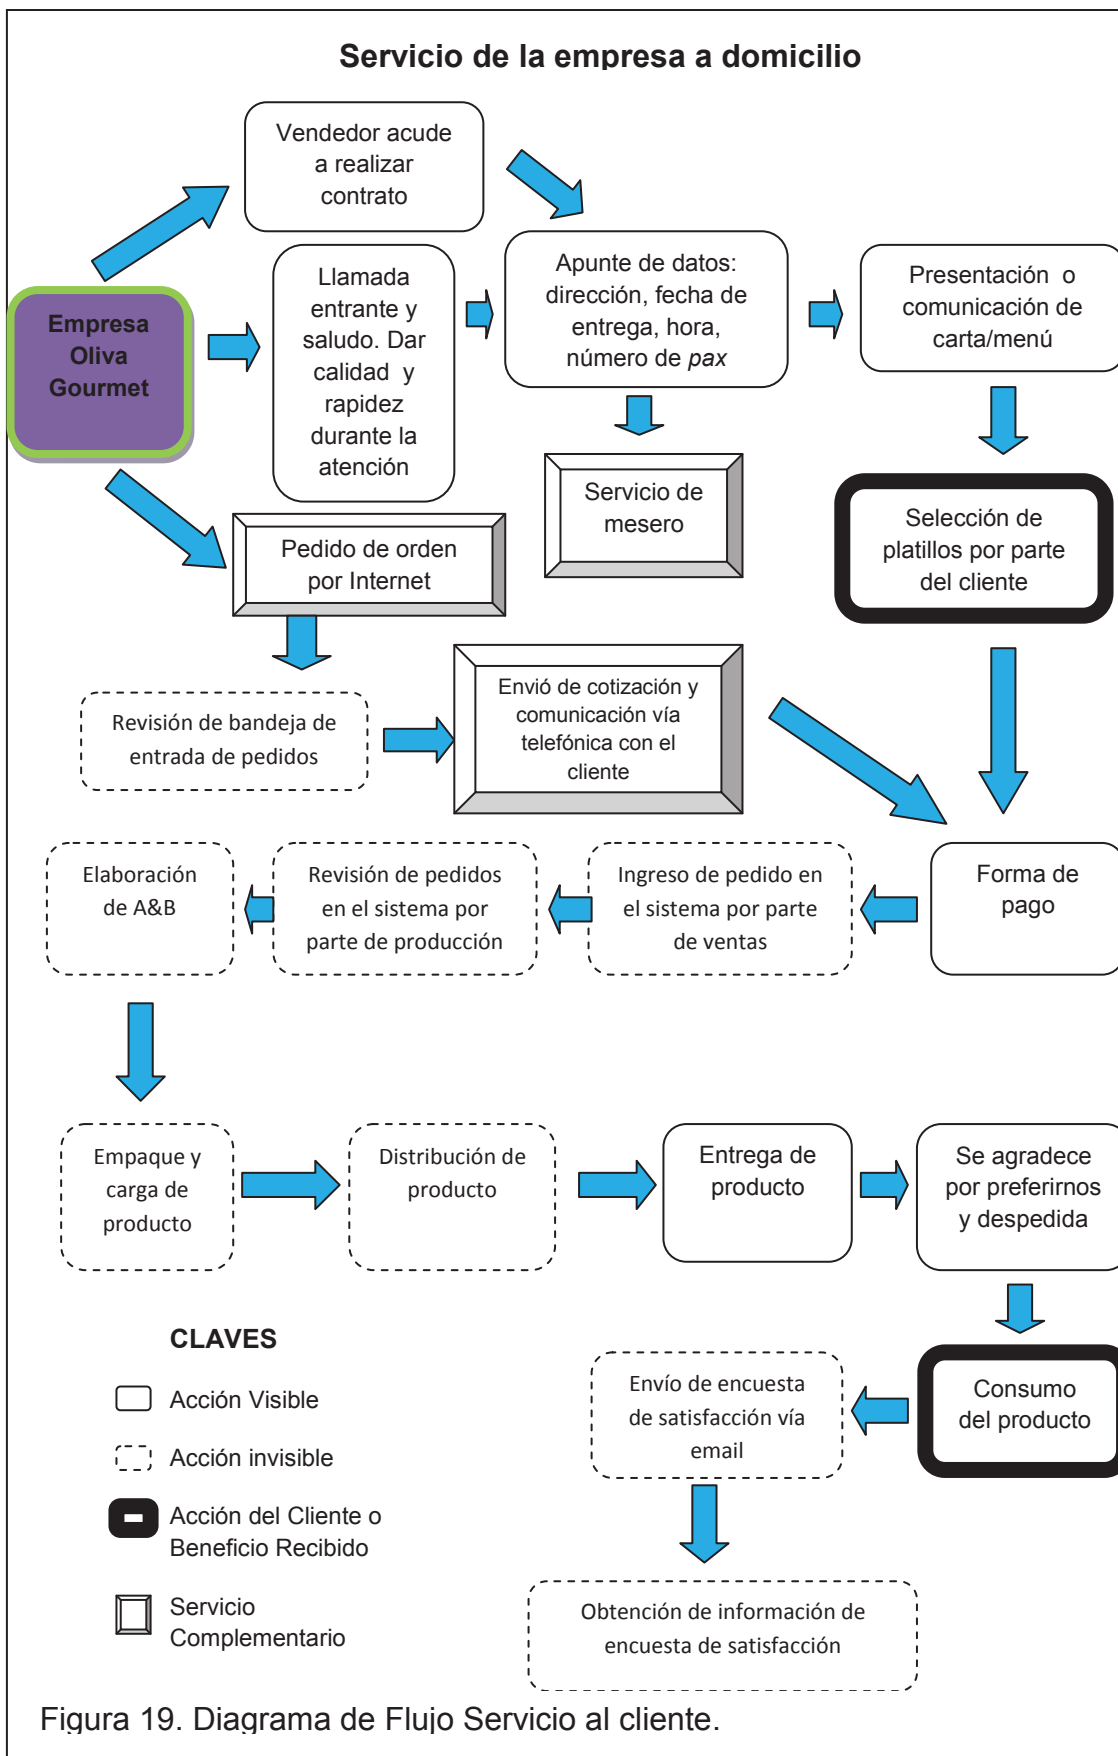 Servicio de la empresa a domicilio
Vendedor acude
a realizar
contrato
Empresa
Oliva
Gourmet
Llamada
entrante y
saludo. Dar
calidad y
rapidez
durante la
atención
Apunte de datos:
dirección, fecha de
entrega, hora,
número de pax
Presentación o
comunicación de
carta/menú
Servicio de
mesero
Selección de
platillos por parte
del cliente
Pedido de orden
por Internet
Revisión de bandeja de
entrada de pedidos
Envió de cotización y
comunicación vía
telefónica con el
cliente
Forma de
pago
Ingreso de pedido en
el sistema por parte
de ventas
Revisión de pedidos
en el sistema por
parte de producción
Elaboración
de A&B
Empaque y
carga de
producto
Distribución de
producto
Entrega de
producto
Se agradece
por preferirnos
y despedida
Consumo
del producto
Envío de encuesta
de satisfacción vía
email
Obtención de información de
encuesta de satisfacción
CLAVES
Acción Visible
Acción invisible
Acción del Cliente o
Beneficio Recibido
Servicio
Complementario
Figura 19. Diagrama de Flujo Servicio al cliente.